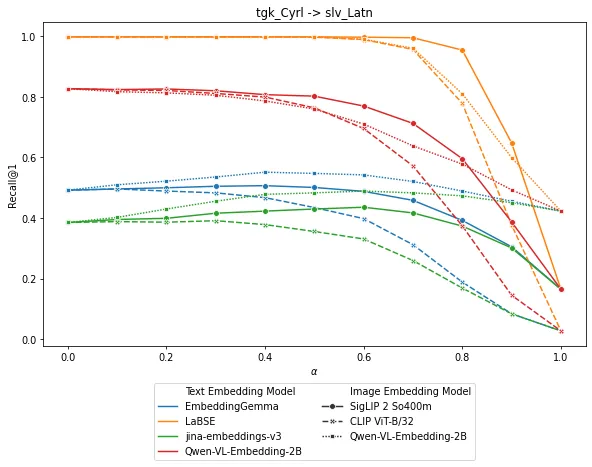 tgk_Cyrl -> slv_Latn
1.0
0.8
0.6
0.4
0.2
0.0
Recall@1
0.0 0.2 0.4 0.6 0.8 1.0
α
Text Embedding Model Image Embedding Model
EmbeddingGemma SigLIP 2 So400m
LaBSE CLIP ViT-B/32
jina-embeddings-v3 Qwen-VL-Embedding-2B
Qwen-VL-Embedding-2B